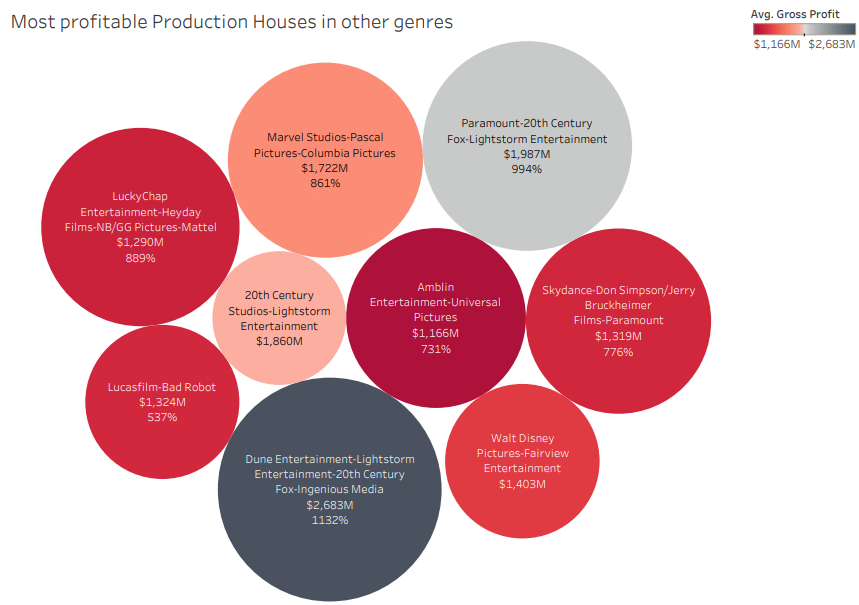 Most profitable Production Houses in other genres
Avg. Gross Profit
$1,166M $2,683M
Marvel Studios-Pascal
Pictures-Columbia Pictures
$1,722M
861%
Paramount-20th Century
Fox-Lightstorm Entertainment
$1,987M
994%
LuckyChap
Entertainment-Heyday
Films-NB/GG Pictures-Mattel
$1,290M
889%
20th Century
Studios-Lightstorm
Entertainment
$1,860M
Amblin
Entertainment-Universal
Pictures
$1,166M
731%
Skydance-Don Simpson/Jerry
Bruckheimer
Films-Paramount
$1,319M
776%
Lucasfilm-Bad Robot
$1,324M
537%
Dune Entertainment-Lightstorm
Entertainment-20th Century
Fox-Ingenious Media
$2,683M
1132%
Walt Disney
Pictures-Fairview
Entertainment
$1,403M